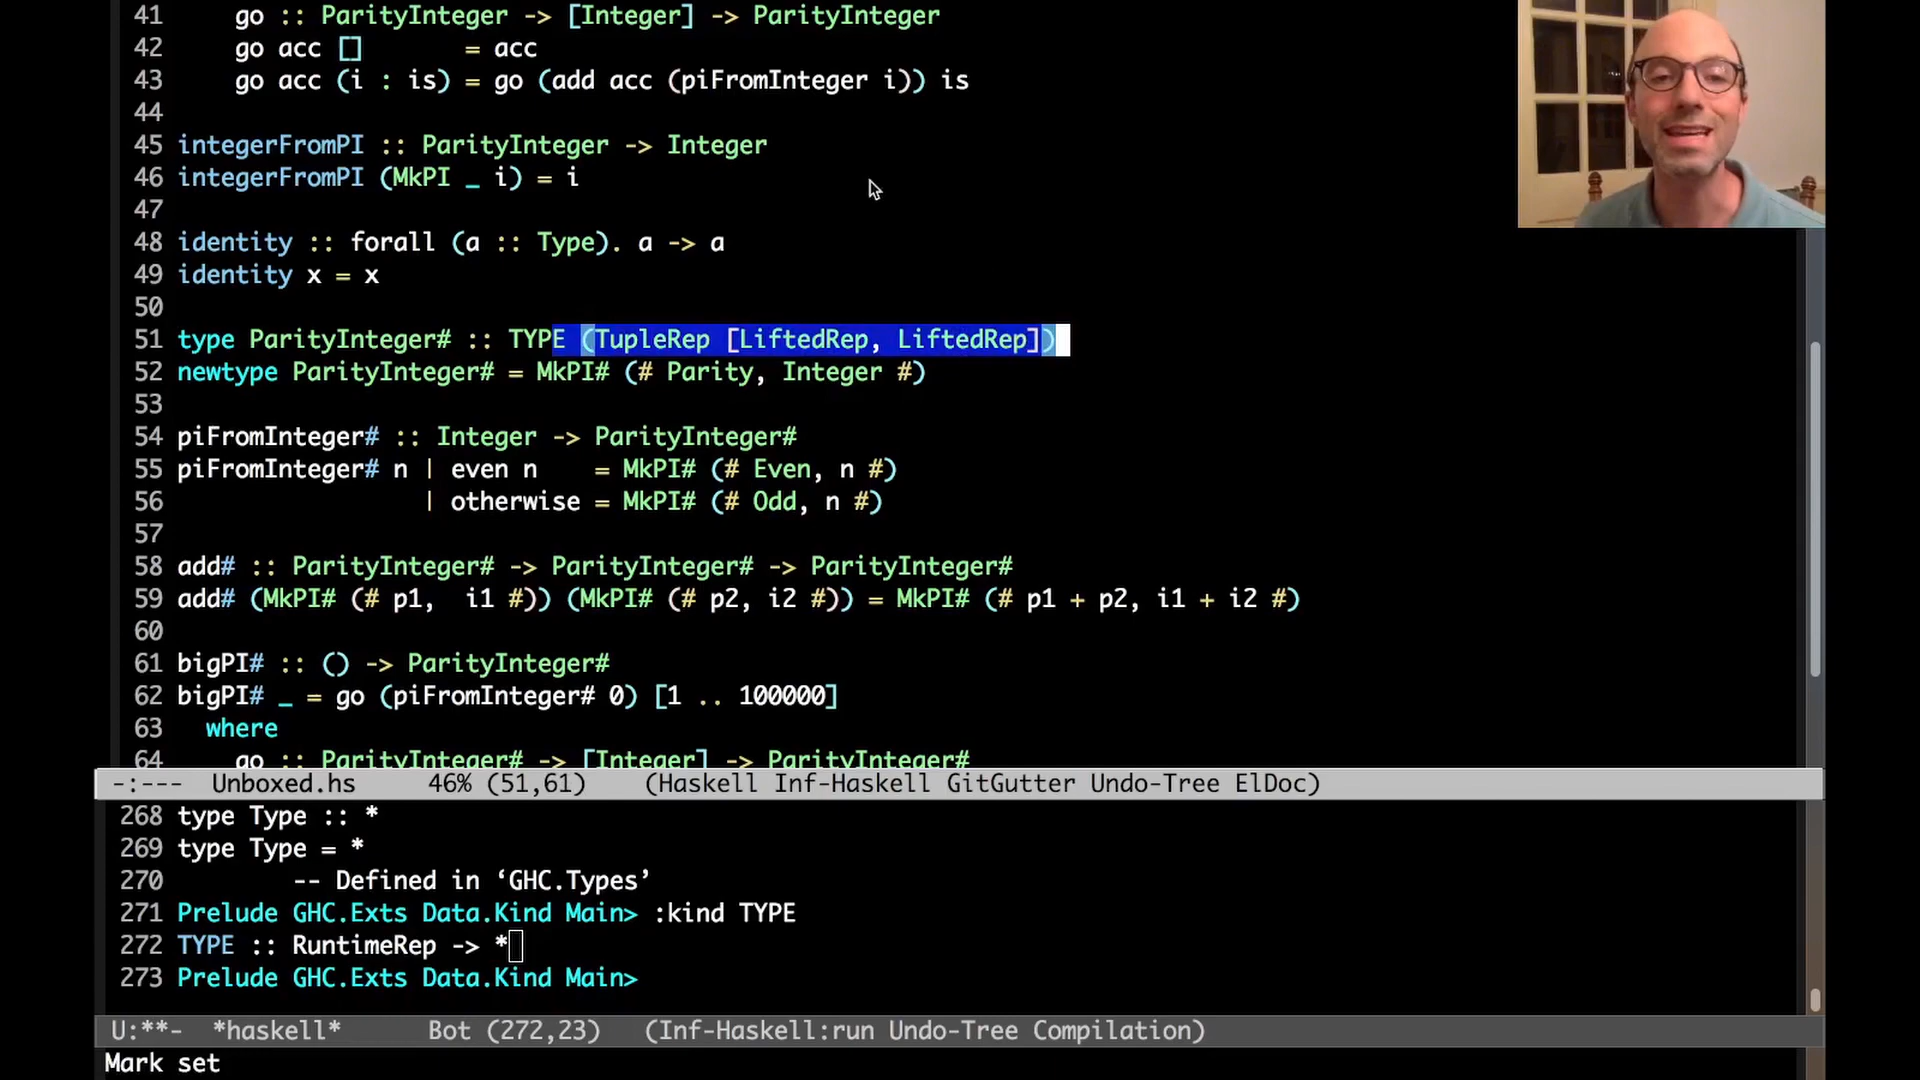 41     go :: ParityInteger -> [Integer] -> ParityInteger
42     go acc []          = acc
43     go acc (i : is) = go (add acc (piFromInteger i)) is
44
45 integerFromPI :: ParityInteger -> Integer
46 integerFromPI (MkPI _ i) = i
47
48 identity :: forall (a :: Type). a -> a
49 identity x = x
50
51 type ParityInteger# :: TYPE (TupleRep [LiftedRep, LiftedRep])
52 newtype ParityInteger# = MkPI# (# Parity, Integer #)
53
54 piFromInteger# :: Integer -> ParityInteger#
55 piFromInteger# n | even n    = MkPI# (# Even, n #)
56                  | otherwise = MkPI# (# Odd, n #)
57
58 add# :: ParityInteger# -> ParityInteger# -> ParityInteger#
59 add# (MkPI# (# p1,  i1 #)) (MkPI# (# p2, i2 #)) = MkPI# (# p1 + p2, i1 + i2 #)
60
61 bigPI# :: () -> ParityInteger#
62 bigPI# _ = go (piFromInteger# 0) [1 .. 100000]
63   where
64     go :: ParityInteger# -> [Integer] -> ParityInteger#
-:---  Unboxed.hs     46% (51,61)    (Haskell Inf-Haskell GitGutter Undo-Tree ElDoc)
268 type Type :: *
269 type Type = *
270         -- Defined in ‘GHC.Types’
271 Prelude GHC.Exts Data.Kind Main> :kind TYPE
272 TYPE :: RuntimeRep -> *
273 Prelude GHC.Exts Data.Kind Main>
U:**-  *haskell*      Bot (272,23)   (Inf-Haskell:run Undo-Tree Compilation)
Mark set